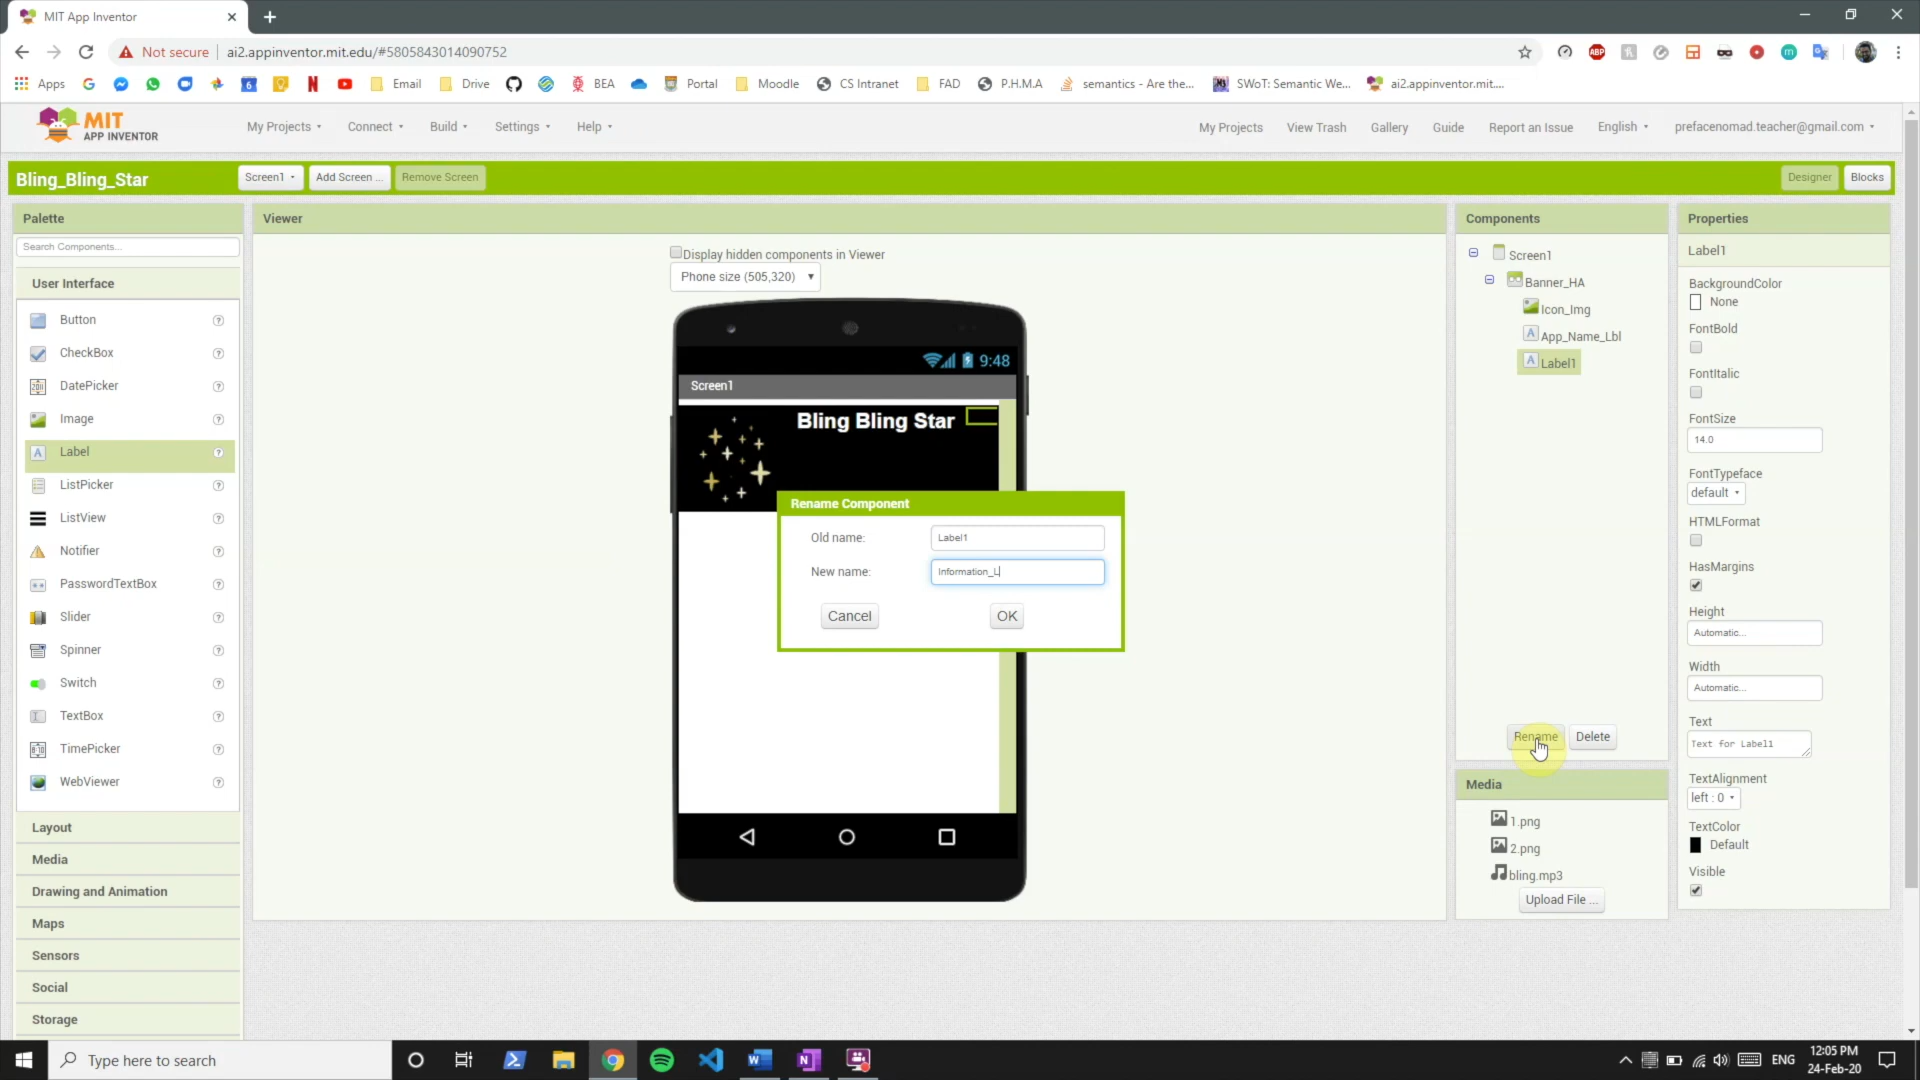 MIT App Inventor
Not secure
ai2.appinventor.mit.edu/#5805843014090752
ABP
Apps
Email
Drive
BEA
Portal
Moodle
CS Intranet
FAD
P.H.M.A
semantics - Are the...
SWoT: Semantic We...
ai2.appinventor.mit....
MIT
APP INVENTOR
My Projects
Connect
Build
Settings
Help
My Projects
View Trash
Gallery
Guide
Report an Issue
English
prefacenomad.teacher@gmail.com
Bling_Bling_Star
Screen1
Add Screen ...
Remove Screen
Designer
Blocks
Palette
Search Components...
User Interface
Button
CheckBox
DatePicker
Image
Label
ListPicker
ListView
Notifier
PasswordTextBox
Slider
Spinner
Switch
TextBox
TimePicker
WebViewer
Layout
Media
Drawing and Animation
Maps
Sensors
Social
Storage
Viewer
Display hidden components in Viewer
Phone size (505,320)
9:48
Screen1
Bling Bling Star
Rename Component
Old name:
Label1
New name:
Information_L
Cancel
OK
Components
Screen1
Banner_HA
Icon_Img
App_Name_Lbl
Label1
Rename
Delete
Media
1.png
2.png
bling.mp3
Upload File ...
Properties
Label1
BackgroundColor
None
FontBold
FontItalic
FontSize
14.0
FontTypeface
default
HTMLFormat
HasMargins
Height
Automatic...
Width
Automatic...
Text
Text for Label1
TextAlignment
left : 0
TextColor
Default
Visible
Type here to search
ENG
12:05 PM
24-Feb-20